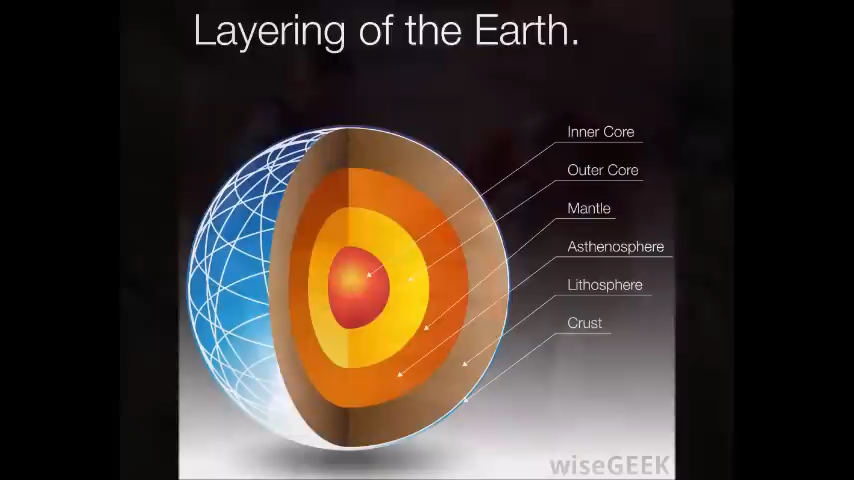 Layering of the Earth.
Inner Core
Outer Core
Mantle
Asthenosphere
Lithosphere
Crust
wiseGEEK